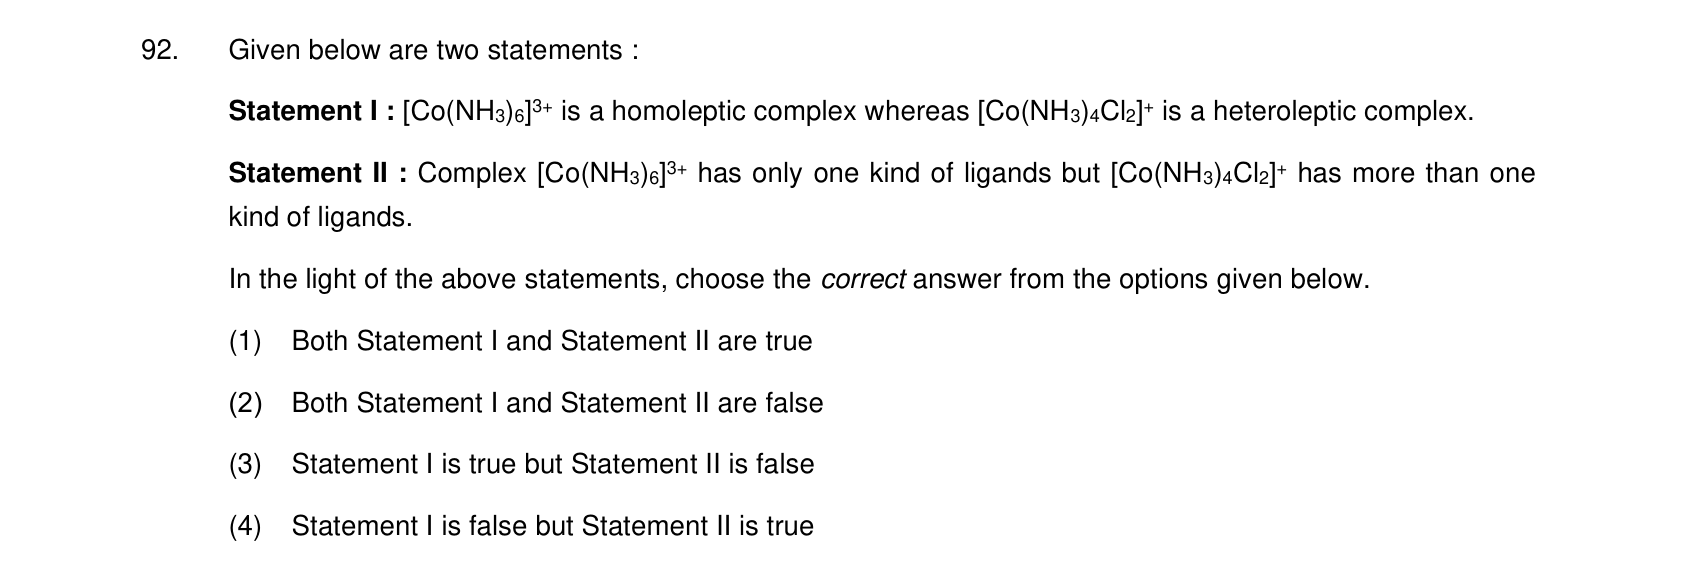 92. Given below are two statements :
Statement I : [Co(NH₃)₆]³⁺ is a homoleptic complex whereas [Co(NH₃)₄Cl₂]⁺ is a heteroleptic complex.
Statement II : Complex [Co(NH₃)₆]³⁺ has only one kind of ligands but [Co(NH₃)₄Cl₂]⁺ has more than one
kind of ligands.
In the light of the above statements, choose the correct answer from the options given below.
(1) Both Statement I and Statement II are true
(2) Both Statement I and Statement II are false
(3) Statement I is true but Statement II is false
(4) Statement I is false but Statement II is true